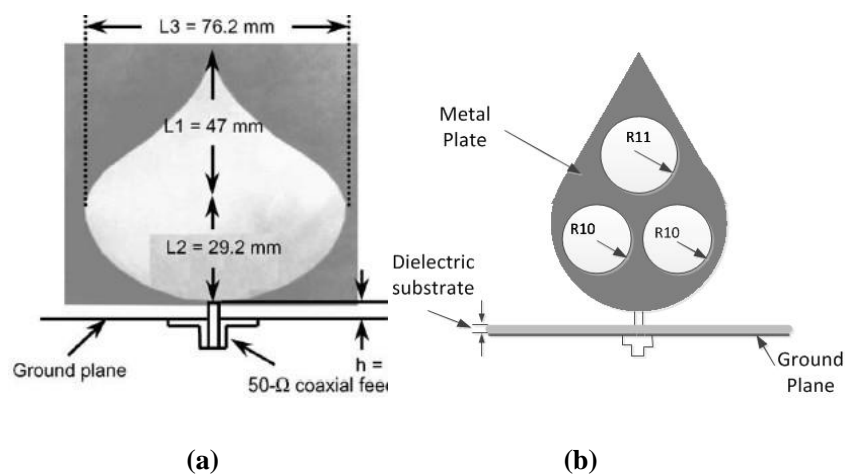 L3 = 76.2 mm
L1 = 47 mm
L2 = 29.2 mm
Ground plane
h =
50-Ω coaxial feed
(a)
Metal
Plate
R11
R10
R10
Dielectric
substrate
Ground
Plane
(b)